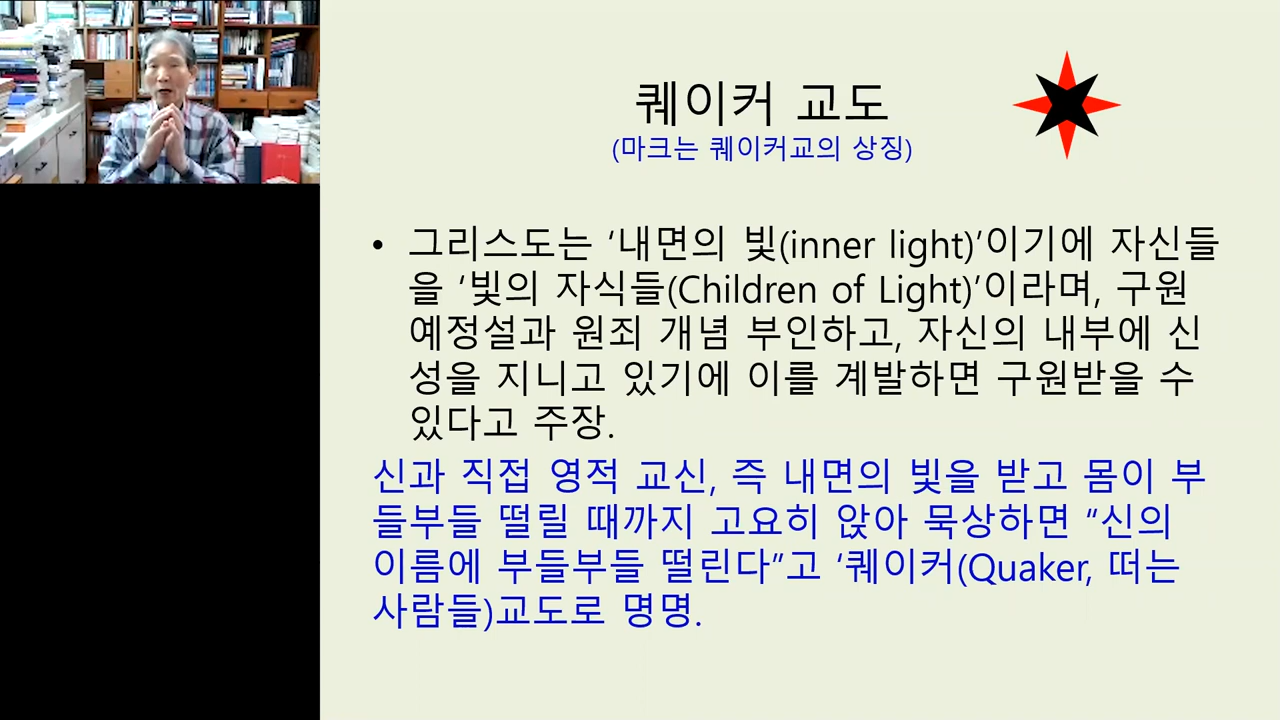 퀘이커 교도
(마크는 퀘이커교의 상징)
• 그리스도는 ‘내면의 빛(inner light)’이기에 자신들
을 ‘빛의 자식들(Children of Light)’이라며, 구원
예정설과 원죄 개념 부인하고, 자신의 내부에 신
성을 지니고 있기에 이를 계발하면 구원받을 수
있다고 주장.
신과 직접 영적 교신, 즉 내면의 빛을 받고 몸이 부
들부들 떨릴 때까지 고요히 앉아 묵상하면 “신의
이름에 부들부들 떨린다”고 ‘퀘이커(Quaker, 떠는
사람들)교도로 명명.